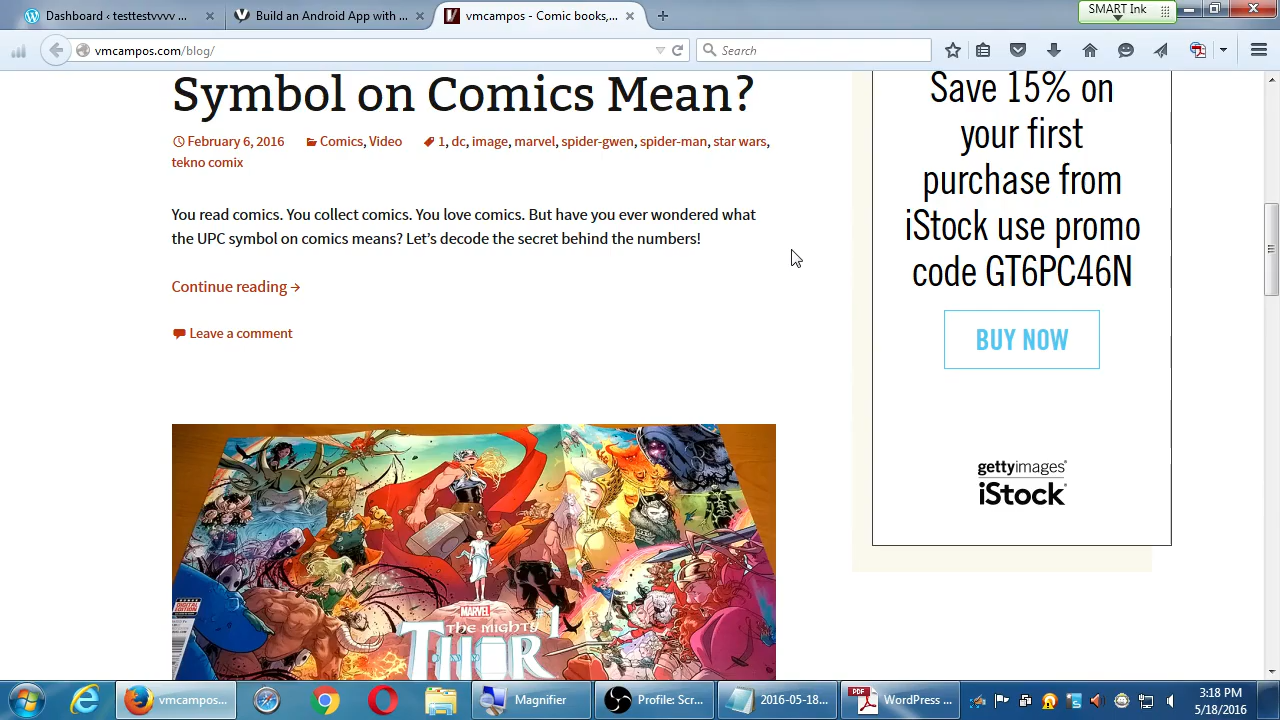 Dashboard ‹ testtestvvvv
Build an Android App with ...
vmcampos - Comic books,...
SMART Ink
vmcampos.com/blog/
Search
Symbol on Comics Mean?
February 6, 2016 Comics, Video 1, dc, image, marvel, spider-gwen, spider-man, star wars,
tekno comix
You read comics. You collect comics. You love comics. But have you ever wondered what
the UPC symbol on comics means? Let's decode the secret behind the numbers!
Continue reading →
Leave a comment
Save 15% on
your first
purchase from
iStock use promo
code GT6PC46N
BUY NOW
gettyimages®
iStock
MARVEL
THE MIGHTY
THOR #1
DIGITAL
EDITION
vmcampos...
Magnifier
Profile: Scr...
2016-05-18...
PDF
WordPress ...
3:18 PM
5/18/2016